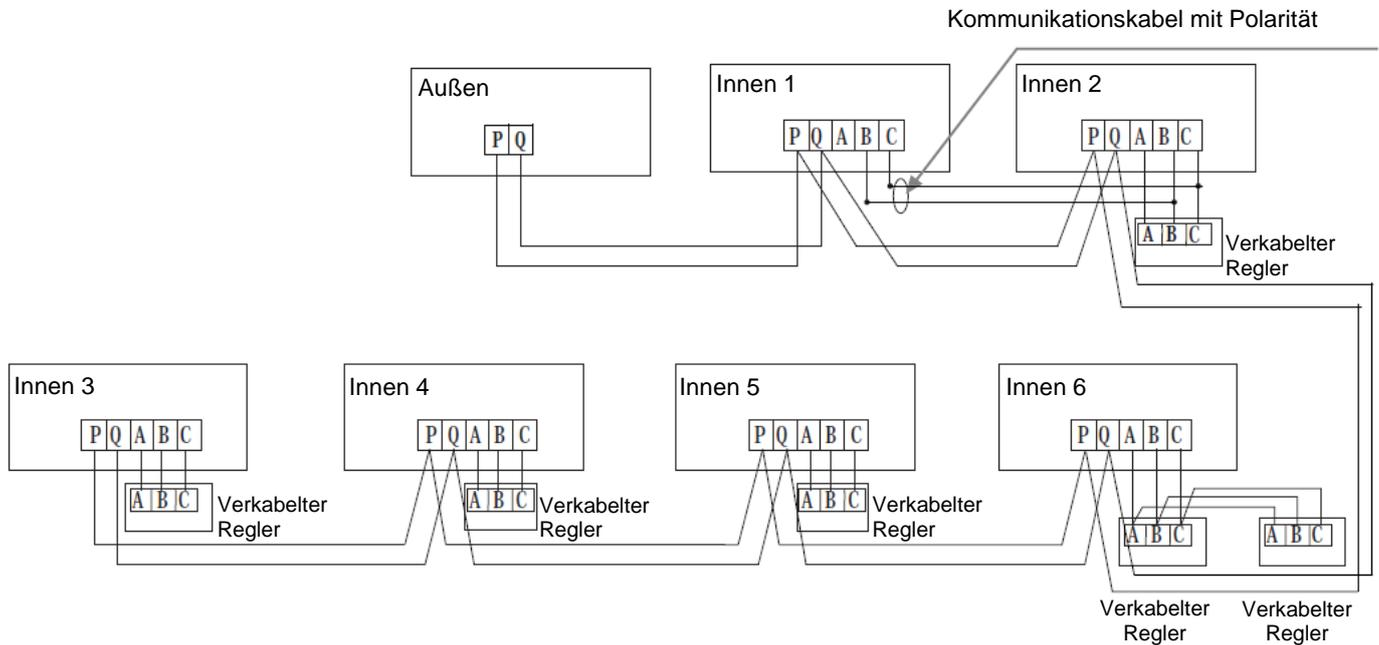 Kommunikationskabel mit Polarität
Außen
P Q
Innen 1
P Q A B C
Innen 2
P Q A B C
A B C
Verkabelter
Regler
Innen 3
P Q A B C
A B C
Verkabelter
Regler
Innen 4
P Q A B C
A B C
Verkabelter
Regler
Innen 5
P Q A B C
A B C
Verkabelter
Regler
Innen 6
P Q A B C
A B C
Verkabelter
Regler
A B C
Verkabelter
Regler